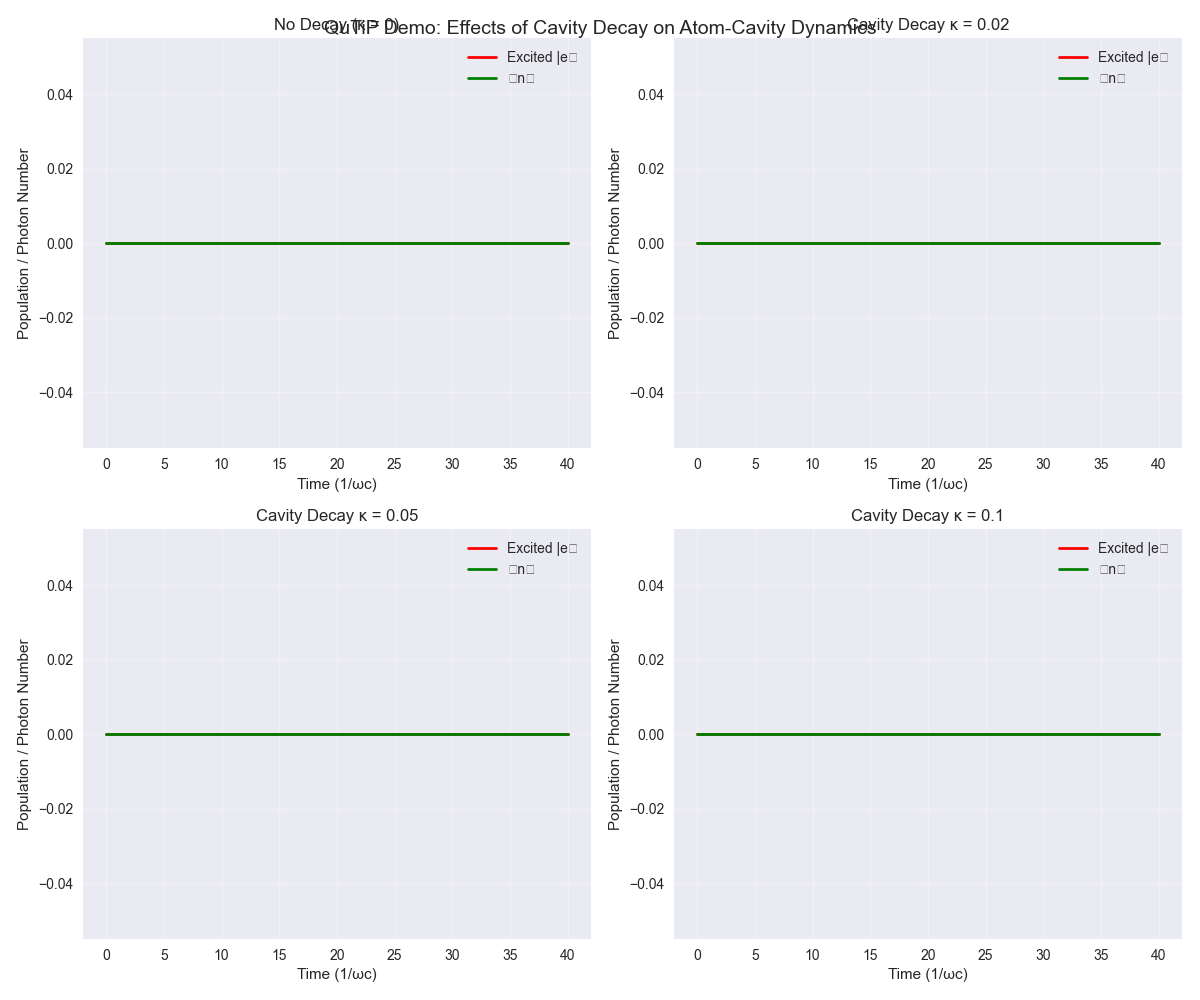 QuTiP Demo: Effects of Cavity Decay on Atom-Cavity Dynamics
No Decay (κ = 0)
Excited |e□
□n□
0.04
0.02
0.00
−0.02
−0.04
Population / Photon Number
0 5 10 15 20 25 30 35 40
Time (1/ωc)
Cavity Decay κ = 0.02
Excited |e□
□n□
0.04
0.02
0.00
−0.02
−0.04
Population / Photon Number
0 5 10 15 20 25 30 35 40
Time (1/ωc)
Cavity Decay κ = 0.05
Excited |e□
□n□
0.04
0.02
0.00
−0.02
−0.04
Population / Photon Number
0 5 10 15 20 25 30 35 40
Time (1/ωc)
Cavity Decay κ = 0.1
Excited |e□
□n□
0.04
0.02
0.00
−0.02
−0.04
Population / Photon Number
0 5 10 15 20 25 30 35 40
Time (1/ωc)